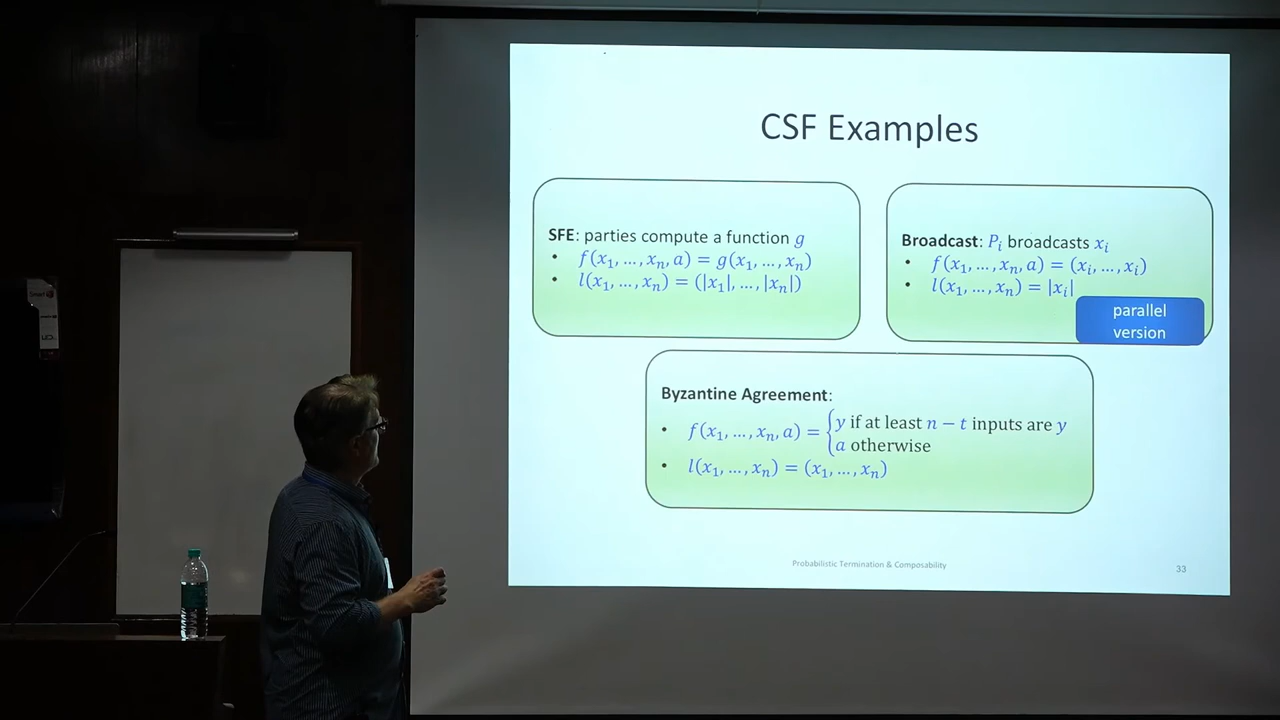 CSF Examples
SFE: parties compute a function g
• f(x₁, …, xₙ, a) = g(x₁, …, xₙ)
• l(x₁, …, xₙ) = (|x₁|, …, |xₙ|)
Broadcast: Pᵢ broadcasts xᵢ
• f(x₁, …, xₙ, a) = (xᵢ, …, xᵢ)
• l(x₁, …, xₙ) = |xᵢ|
parallel
version
Byzantine Agreement:
• f(x₁, …, xₙ, a) = { y if at least n − t inputs are y
a otherwise
• l(x₁, …, xₙ) = (x₁, …, xₙ)
Probabilistic Termination & Composability
33